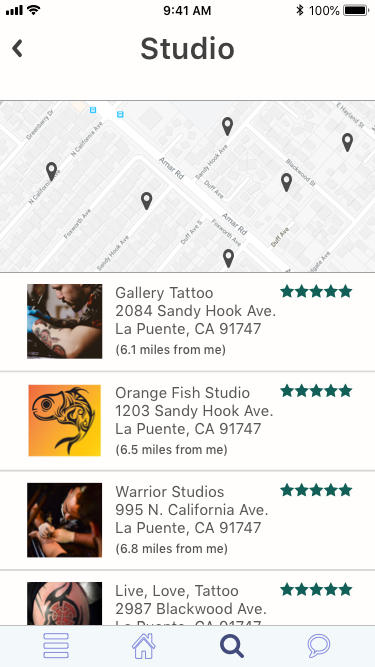 9:41 AM
100%
Studio
Greenberry Dr
N California Ave
E Hayland St
Sandy Hook Ave
Amar Rd
Blackwood St
N California Ave
Duff Ave
Foxworth Ave
Amar Rd
Duff Ave S
Foxworth Ave
Duff Ave
Sandy Hook Ave
Gallery Tattoo
2084 Sandy Hook Ave.
La Puente, CA 91747
(6.1 miles from me)
Orange Fish Studio
1203 Sandy Hook Ave.
La Puente, CA 91747
(6.5 miles from me)
Warrior Studios
995 N. California Ave.
La Puente, CA 91747
(6.8 miles from me)
Live, Love, Tattoo
2987 Blackwood Ave.
La Puente, CA 91747